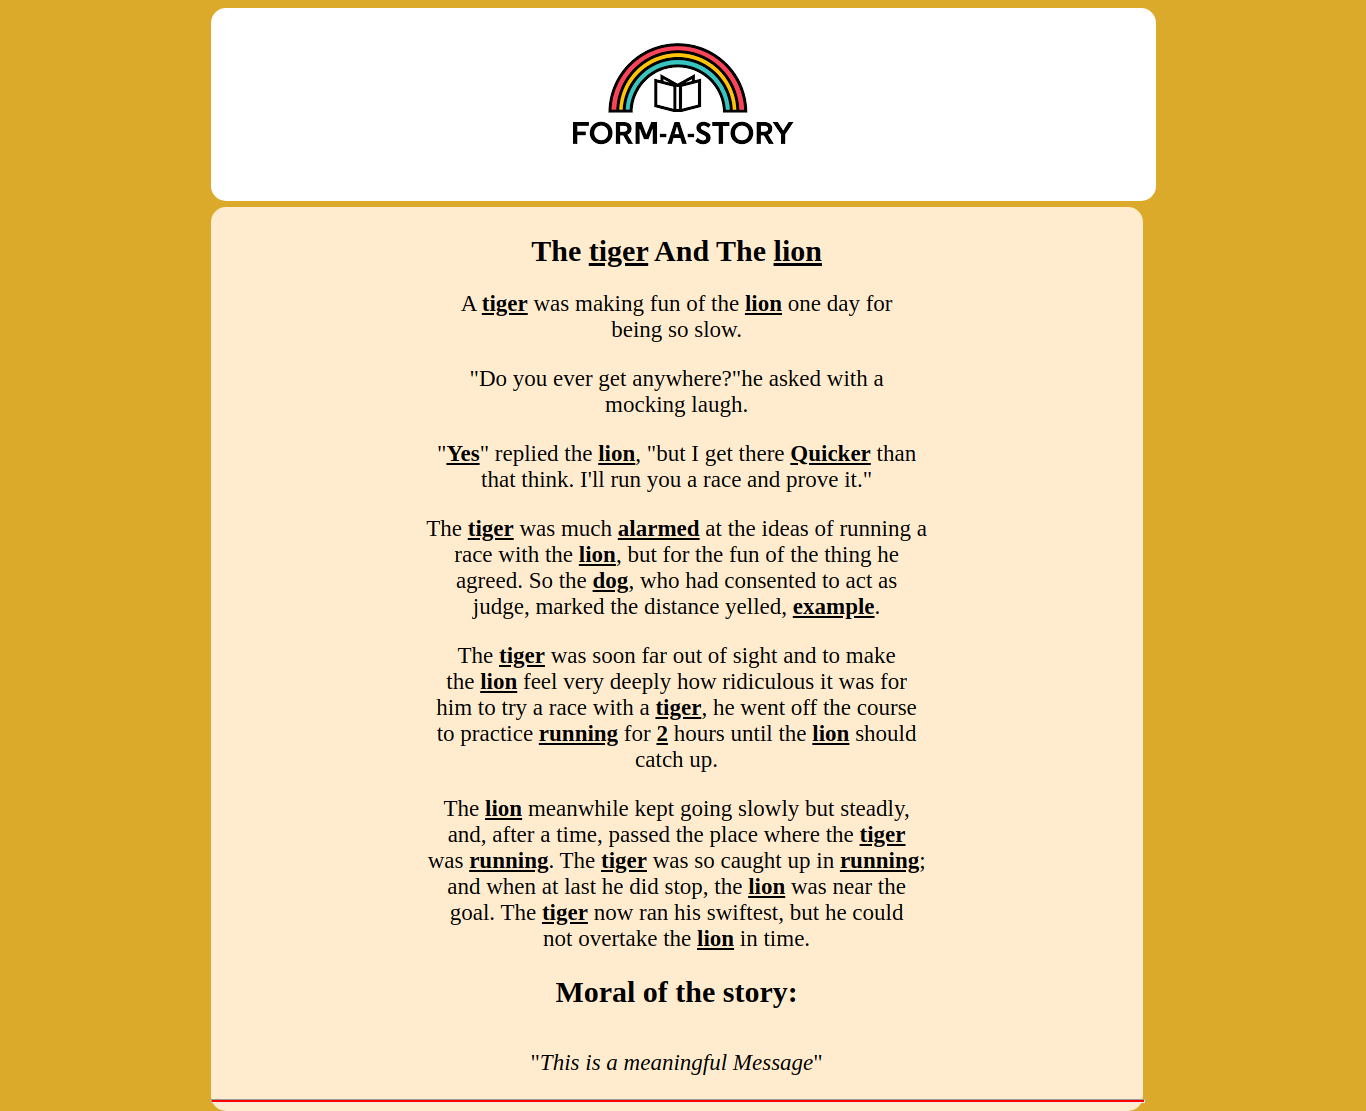 FORM-A-STORY
The tiger And The lion
A tiger was making fun of the lion one day for
being so slow.
"Do you ever get anywhere?"he asked with a
mocking laugh.
"Yes" replied the lion, "but I get there Quicker than
that think. I'll run you a race and prove it."
The tiger was much alarmed at the ideas of running a
race with the lion, but for the fun of the thing he
agreed. So the dog, who had consented to act as
judge, marked the distance yelled, example.
The tiger was soon far out of sight and to make
the lion feel very deeply how ridiculous it was for
him to try a race with a tiger, he went off the course
to practice running for 2 hours until the lion should
catch up.
The lion meanwhile kept going slowly but steadily,
and, after a time, passed the place where the tiger
was running. The tiger was so caught up in running;
and when at last he did stop, the lion was near the
goal. The tiger now ran his swiftest, but he could
not overtake the lion in time.
Moral of the story:
"This is a meaningful Message"